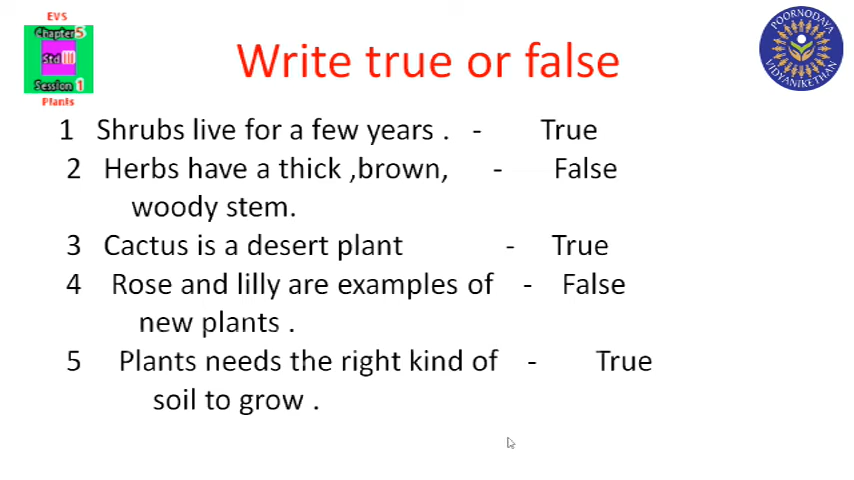 EVS
Chapter 5
Std III
Session 1
Plants
POORNODAYA
VIDYANIKETHAN
Write true or false
1 Shrubs live for a few years . - True
2 Herbs have a thick ,brown, - False
woody stem.
3 Cactus is a desert plant - True
4 Rose and lilly are examples of - False
new plants .
5 Plants needs the right kind of - True
soil to grow .